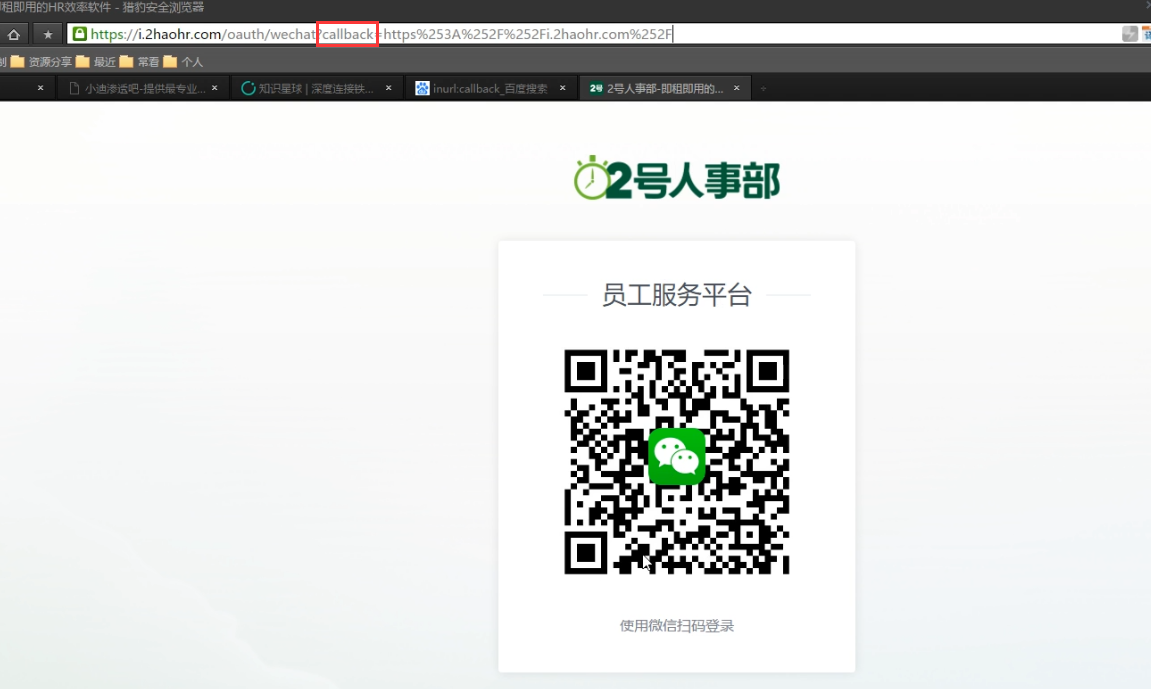 租即用的HR效率软件 - 猎豹安全浏览器
https://i.2haohr.com/oauth/wechat?callback=https%253A%252F%252Fi.2haohr.com%252F
资源分享 最近 常看 个人
小迪渗透吧-提供最专业... × 知识星球 | 深度连接铁... × inurl:callback_百度搜索 × 2号 2号人事部-即租即用的... ×
2号人事部
员工服务平台
使用微信扫码登录